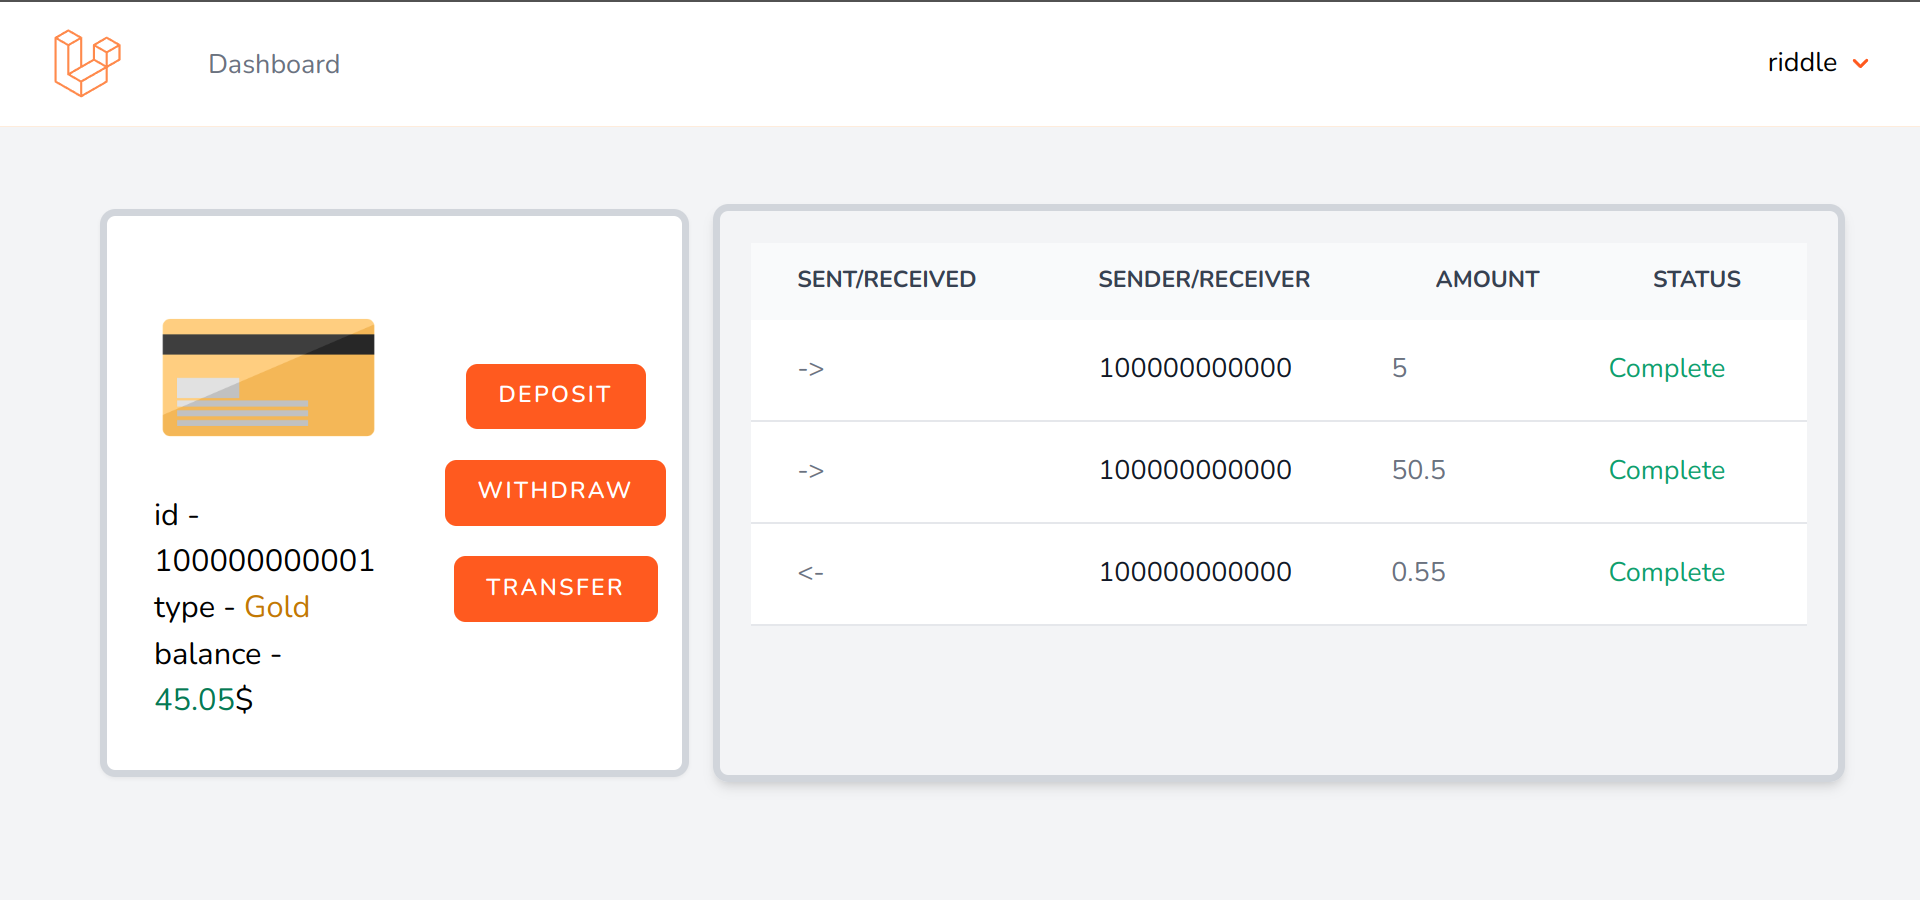 Dashboard
riddle
id -
100000000001
type - Gold
balance -
45.05$
DEPOSIT
WITHDRAW
TRANSFER
SENT/RECEIVED SENDER/RECEIVER AMOUNT STATUS
-> 100000000000 5 Complete
-> 100000000000 50.5 Complete
<- 100000000000 0.55 Complete